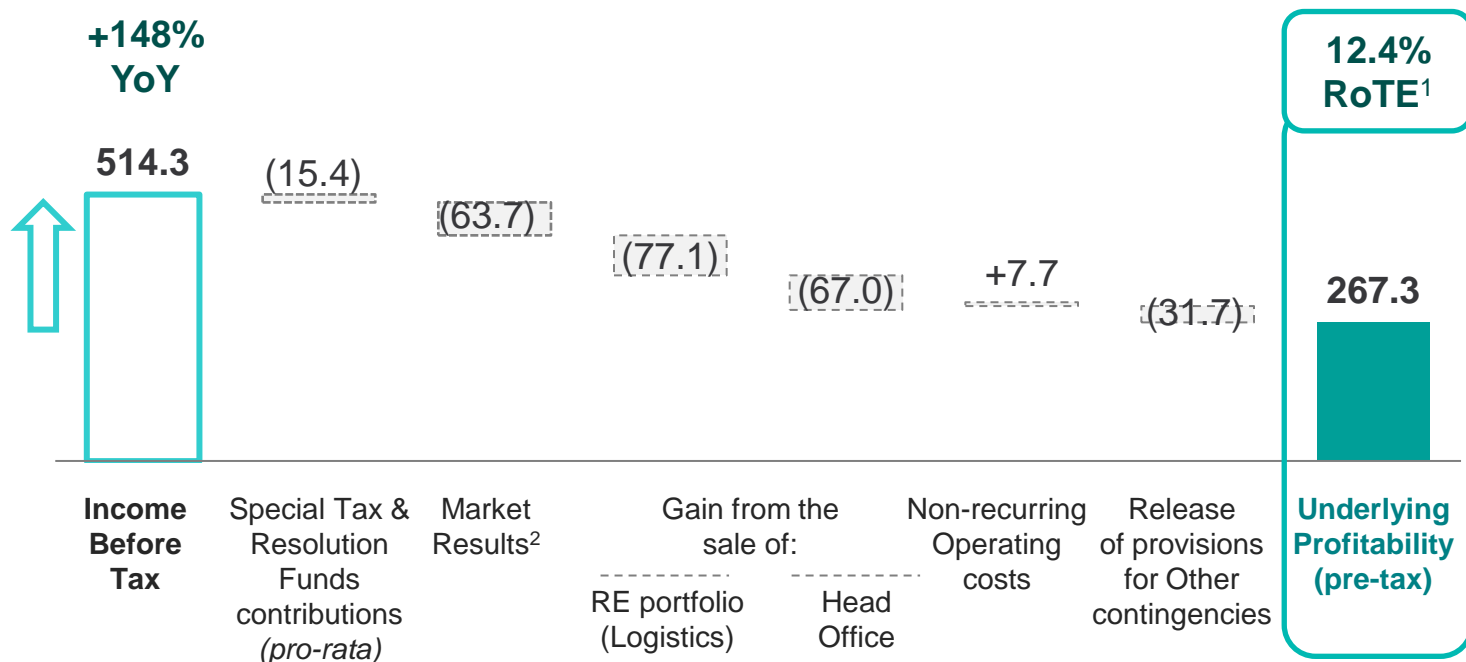 +148%
YoY
12.4%
RoTE1
514.3
(15.4)
(63.7)
(77.1)
(67.0)
+7.7
(31.7)
267.3
Income
Before
Tax
Special Tax &
Resolution
Funds
contributions
(pro-rata)
Market
Results2
Gain from the
sale of:
RE portfolio
(Logistics)
Head
Office
Non-recurring
Operating
costs
Release
of provisions
for Other
contingencies
Underlying
Profitability
(pre-tax)